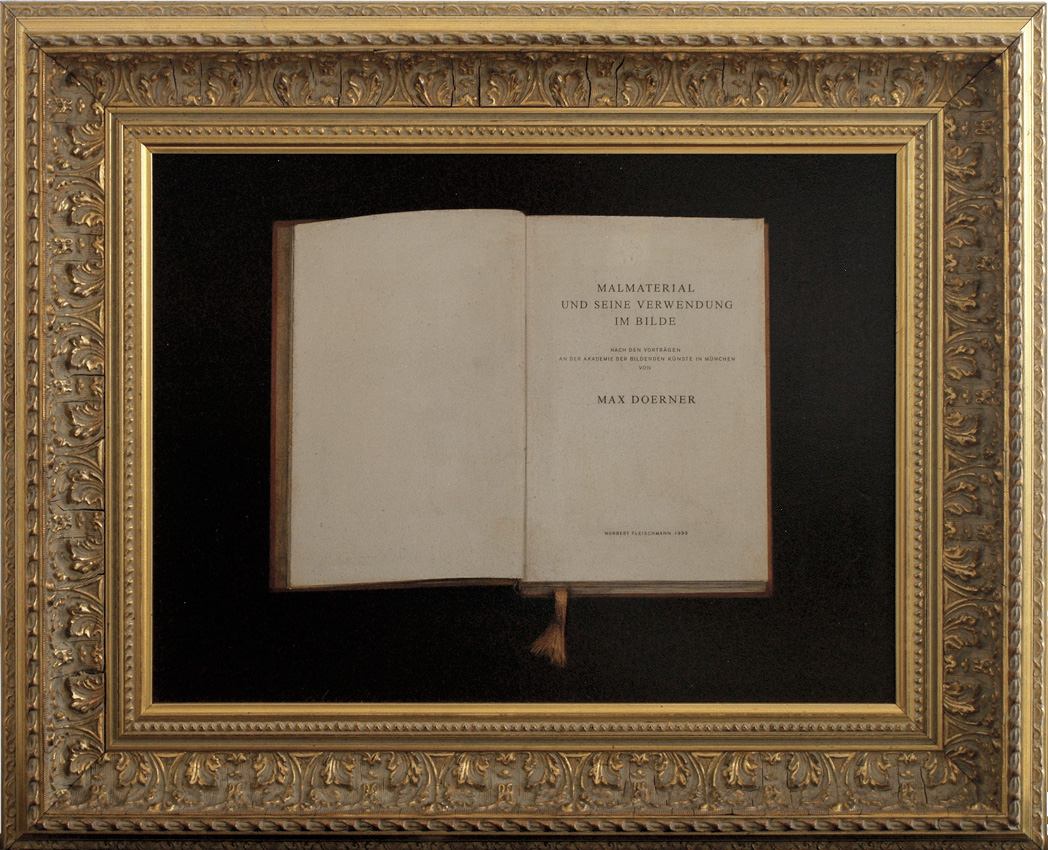 MALMATERIAL
UND SEINE VERWENDUNG
IM BILDE
NACH DEN VORTRÄGEN
AN DER AKADEMIE DER BILDENDEN KÜNSTE IN MÜNCHEN
VON
MAX DOERNER
NORBERT FLEISCHMANN 1998